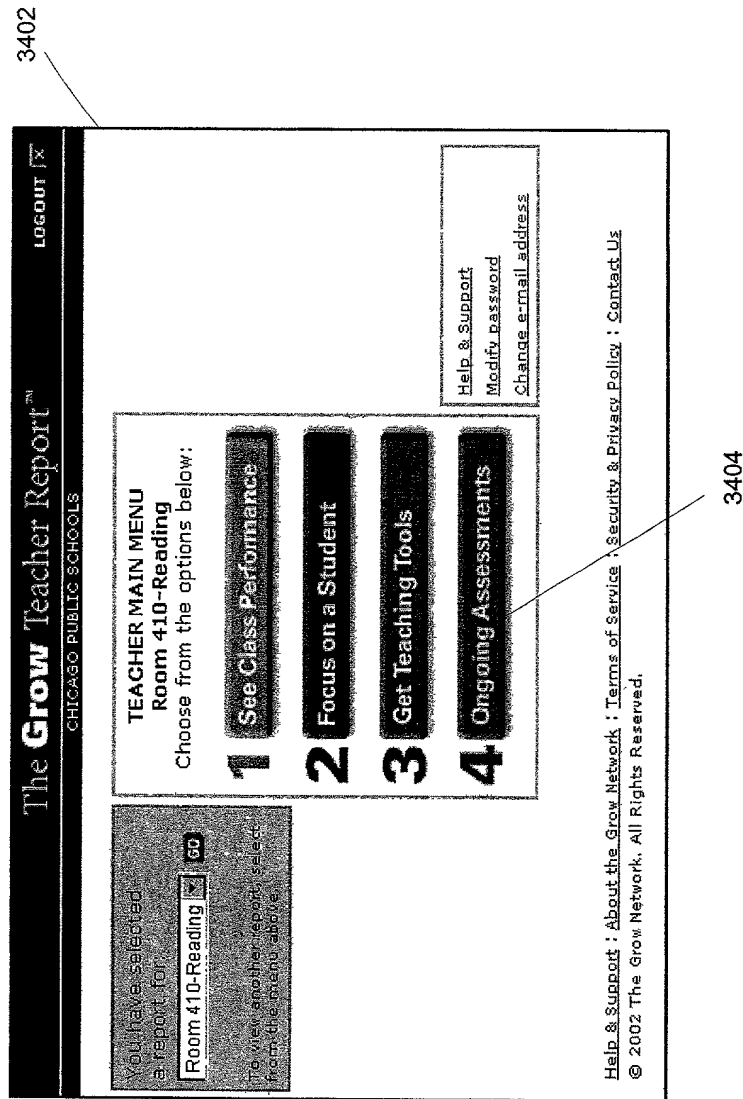 3402
The Grow Teacher Report™
LOGOUT
CHICAGO PUBLIC SCHOOLS
You have selected
a report for:
Room 410-Reading
GO
To view another report, select
from the menu above.
TEACHER MAIN MENU
Room 410-Reading
Choose from the options below:
1 See Class Performance
2 Focus on a Student
3 Get Teaching Tools
4 Ongoing Assessments
3404
Help & Support
Modify password
Change e-mail address
Help & Support ¦ About the Grow Network ¦ Terms of Service ¦ Security & Privacy Policy ¦ Contact Us
© 2002 The Grow Network. All Rights Reserved.